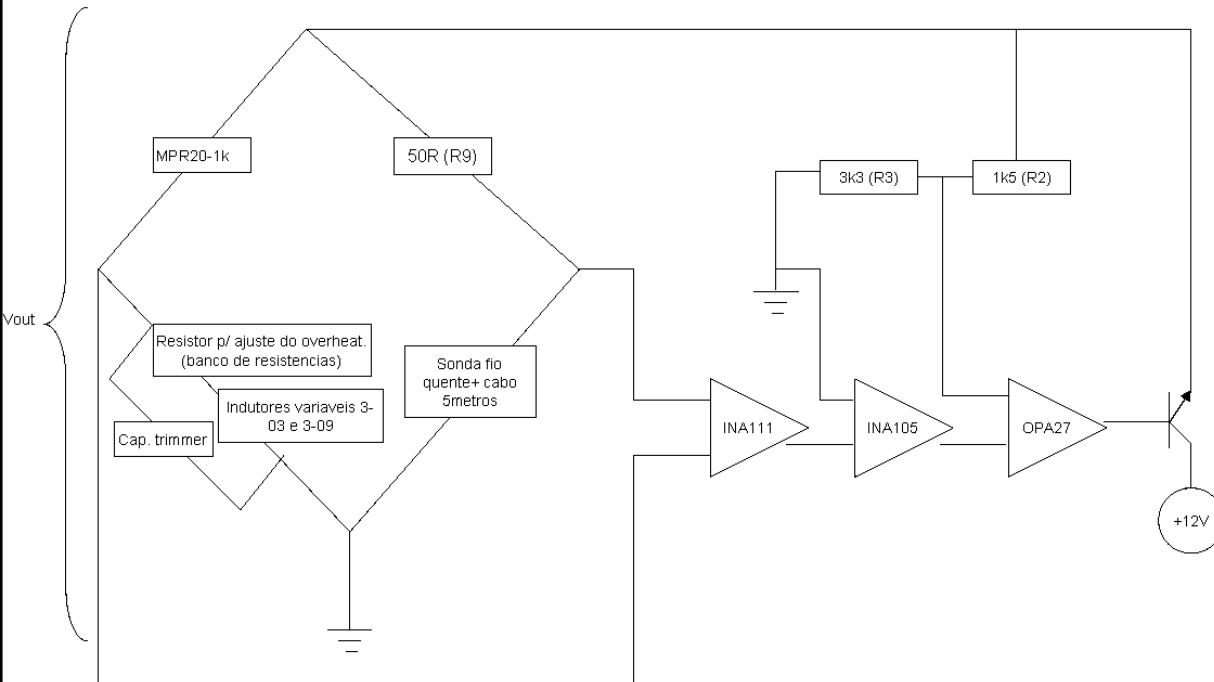 MPR20-1k
50R (R9)
3k3 (R3)
1k5 (R2)
Vout
Resistor p/ ajuste do overheat.
(banco de resistencias)
Sonda fio
quente+ cabo
5metros
Indutores variaveis 3-
03 e 3-09
Cap. trimmer
INA111
INA105
OPA27
+12V